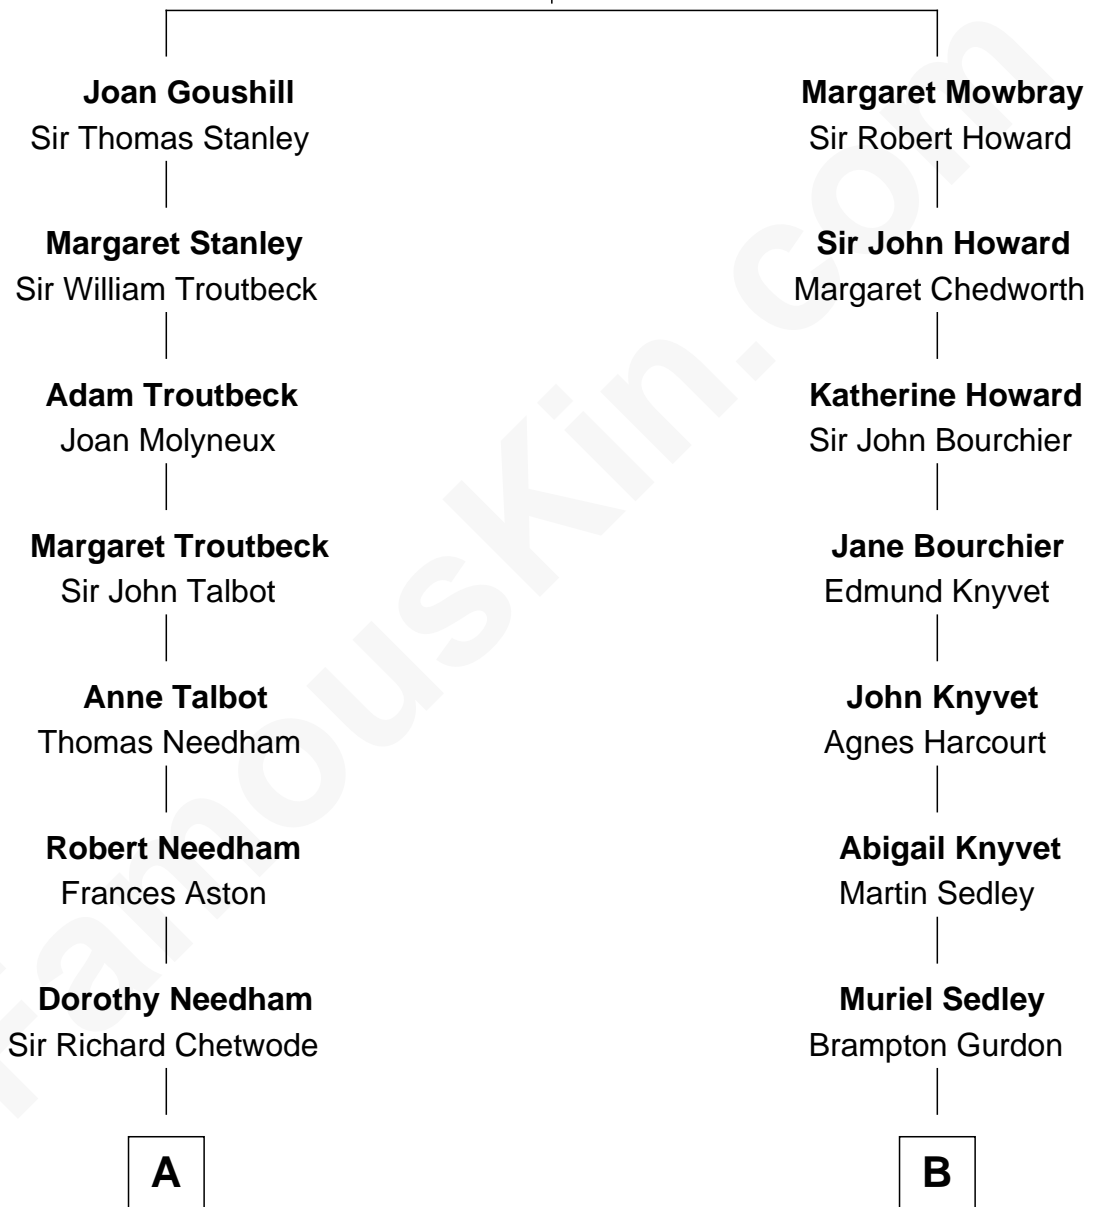 Joan Goushill
Sir Thomas Stanley
Margaret Stanley
Sir William Troutbeck
Adam Troutbeck
Joan Molyneux
Margaret Troutbeck
Sir John Talbot
Anne Talbot
Thomas Needham
Robert Needham
Frances Aston
Dorothy Needham
Sir Richard Chetwode
A
Margaret Mowbray
Sir Robert Howard
Sir John Howard
Margaret Chedworth
Katherine Howard
Sir John Bourchier
Jane Bourchier
Edmund Knyvet
John Knyvet
Agnes Harcourt
Abigail Knyvet
Martin Sedley
Muriel Sedley
Brampton Gurdon
B
FamousKin.com